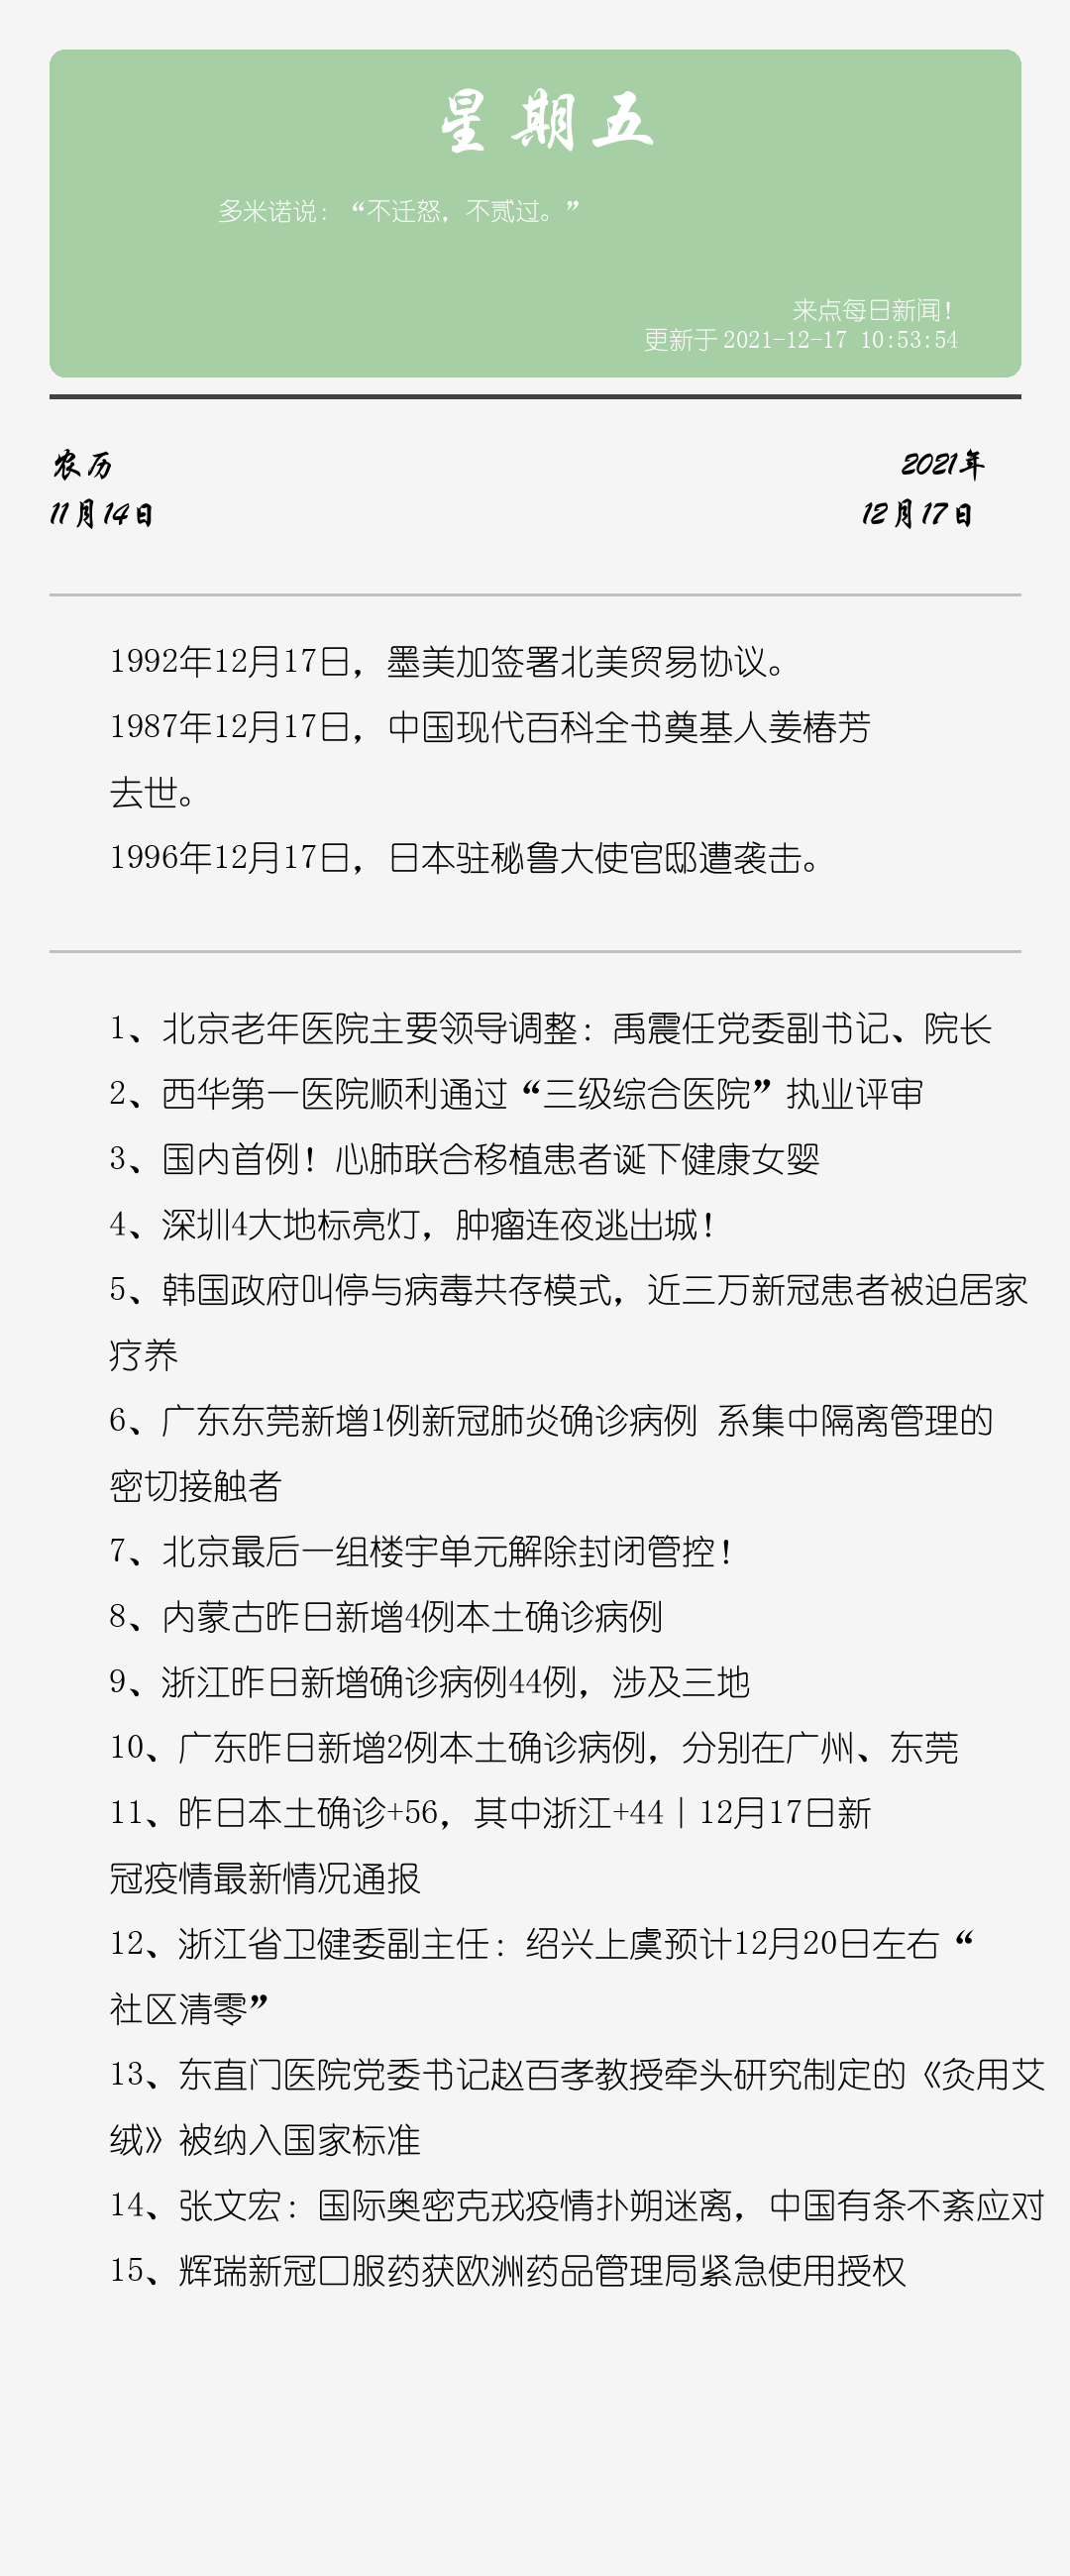 星期五
多米诺说：“不迁怒，不贰过。”
来点每日新闻！
更新于 2021-12-17 10:53:54
农历
2021年
11月14日
12月17日
1992年12月17日，墨美加签署北美贸易协议。
1987年12月17日，中国现代百科全书奠基人姜椿芳
去世。
1996年12月17日，日本驻秘鲁大使官邸遭袭击。
1、北京老年医院主要领导调整：禹震任党委副书记、院长
2、西华第一医院顺利通过“三级综合医院”执业评审
3、国内首例！心肺联合移植患者诞下健康女婴
4、深圳4大地标亮灯，肿瘤连夜逃出城！
5、韩国政府叫停与病毒共存模式，近三万新冠患者被迫居家
疗养
6、广东东莞新增1例新冠肺炎确诊病例 系集中隔离管理的
密切接触者
7、北京最后一组楼宇单元解除封闭管控！
8、内蒙古昨日新增4例本土确诊病例
9、浙江昨日新增确诊病例44例，涉及三地
10、广东昨日新增2例本土确诊病例，分别在广州、东莞
11、昨日本土确诊+56，其中浙江+44｜12月17日新
冠疫情最新情况通报
12、浙江省卫健委副主任：绍兴上虞预计12月20日左右“
社区清零”
13、东直门医院党委书记赵百孝教授牵头研究制定的《灸用艾
绒》被纳入国家标准
14、张文宏：国际奥密克戎疫情扑朔迷离，中国有条不紊应对
15、辉瑞新冠口服药获欧洲药品管理局紧急使用授权